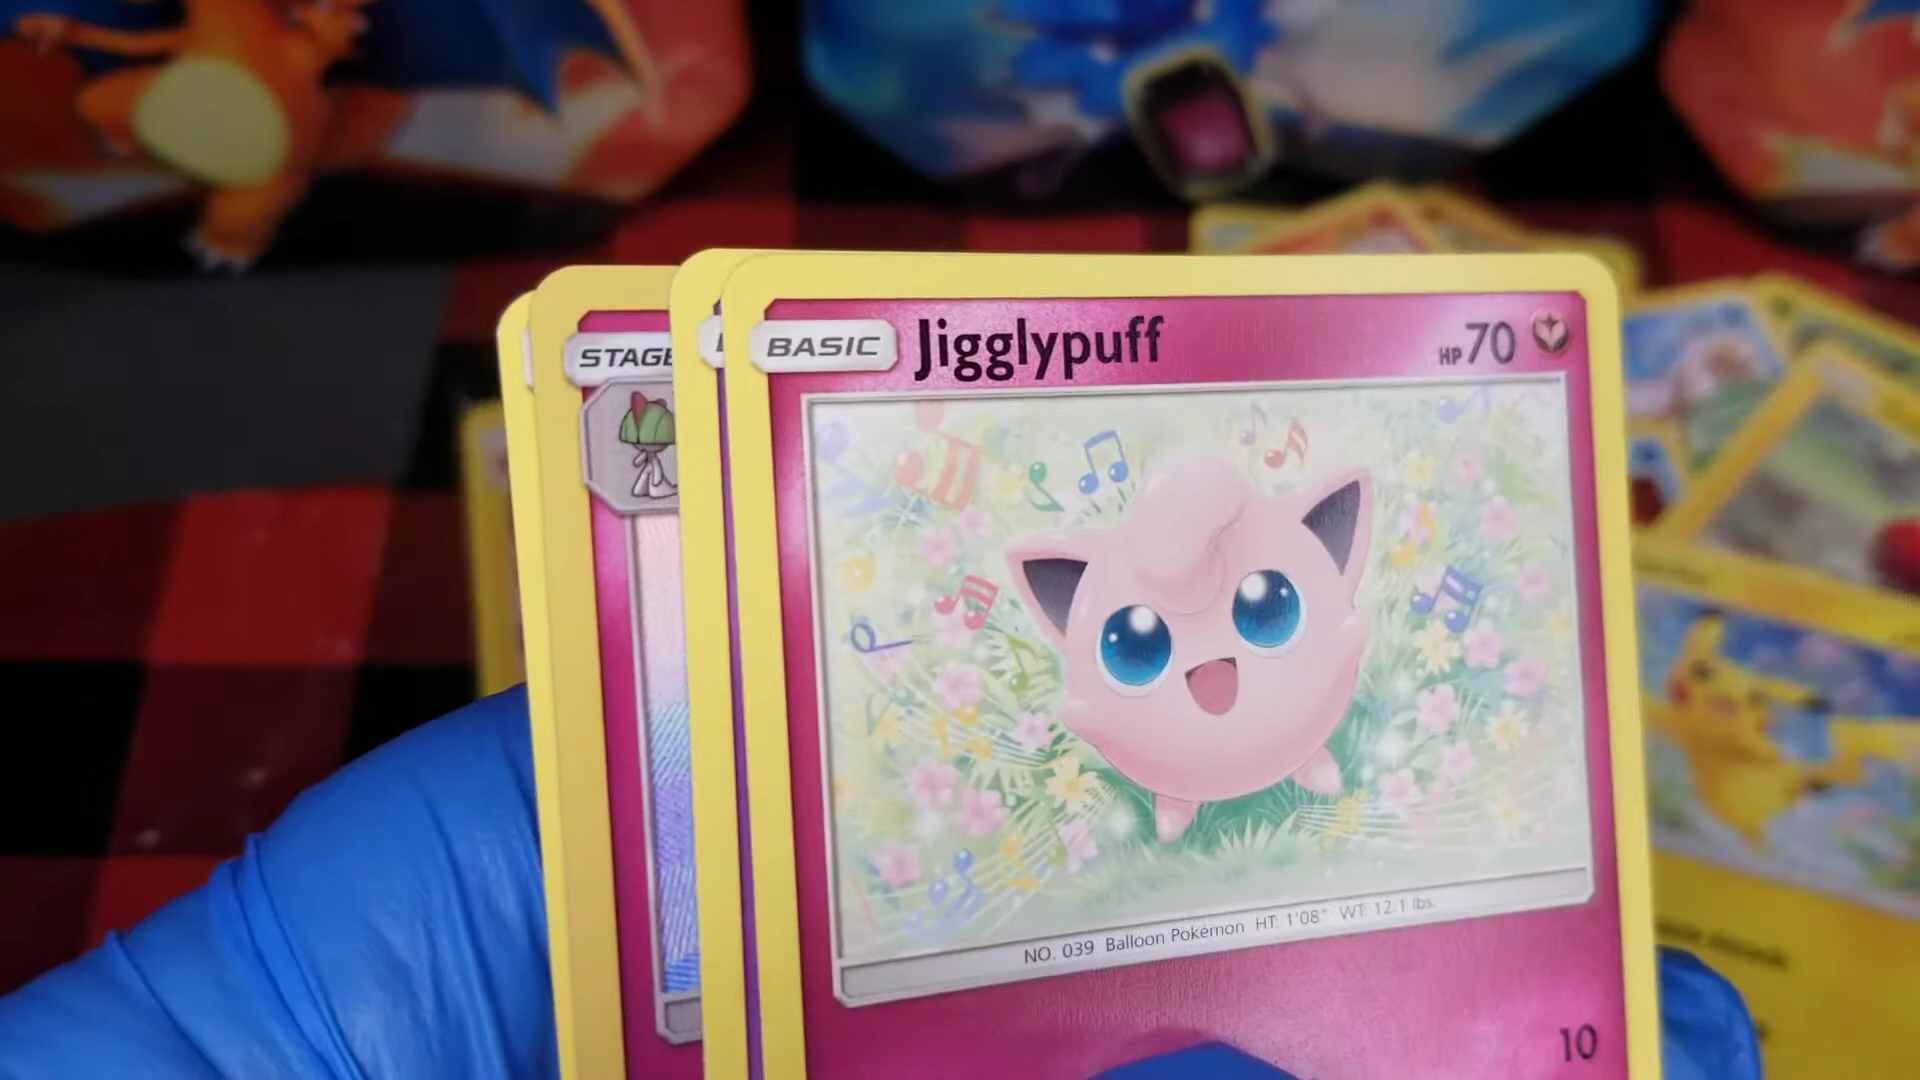 BASIC Jigglypuff HP 70
STAGE
NO. 039 Balloon Pokémon HT: 1'08" WT: 12.1 lbs.
10